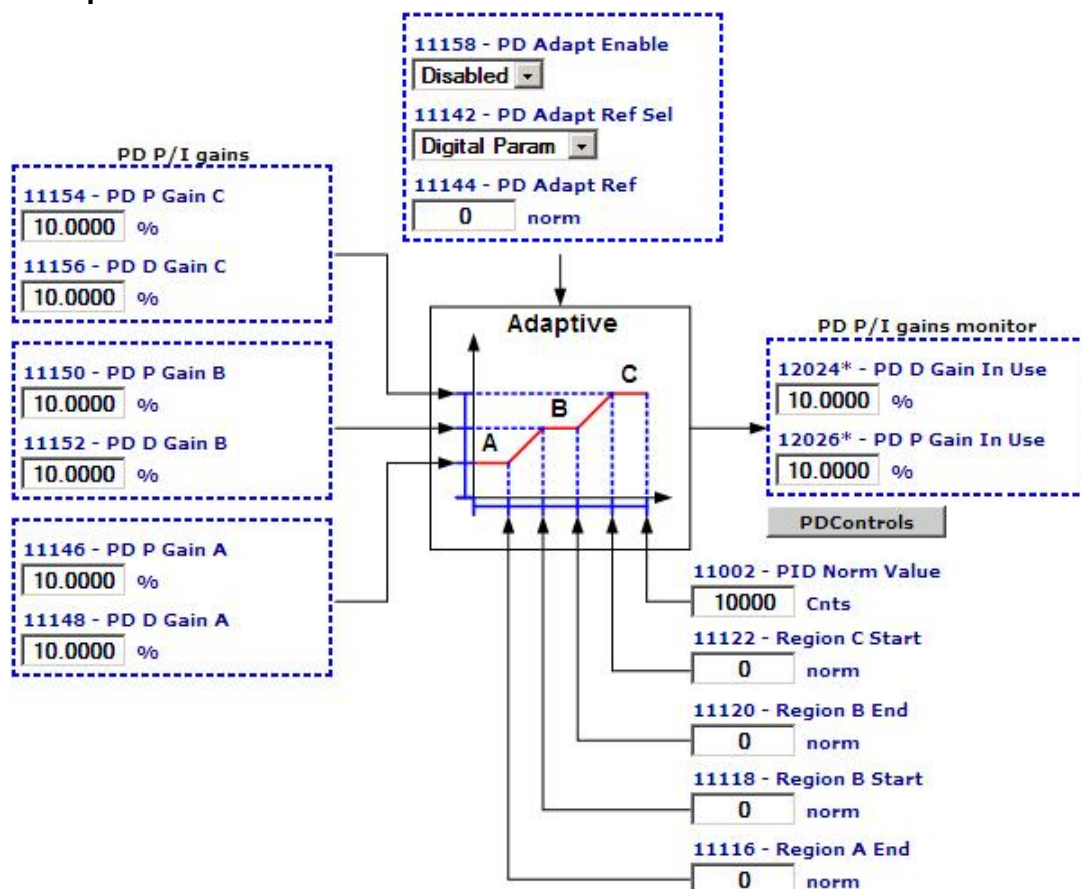 11158 - PD Adapt Enable
Disabled
11142 - PD Adapt Ref Sel
Digital Param
11144 - PD Adapt Ref
0 norm
PD P/I gains
11154 - PD P Gain C
10.0000 %
11156 - PD D Gain C
10.0000 %
11150 - PD P Gain B
10.0000 %
11152 - PD D Gain B
10.0000 %
11146 - PD P Gain A
10.0000 %
11148 - PD D Gain A
10.0000 %
Adaptive
C
B
A
PD P/I gains monitor
12024* - PD D Gain In Use
10.0000 %
12026* - PD P Gain In Use
10.0000 %
PDControls
11002 - PID Norm Value
10000 Cnts
11122 - Region C Start
0 norm
11120 - Region B End
0 norm
11118 - Region B Start
0 norm
11116 - Region A End
0 norm